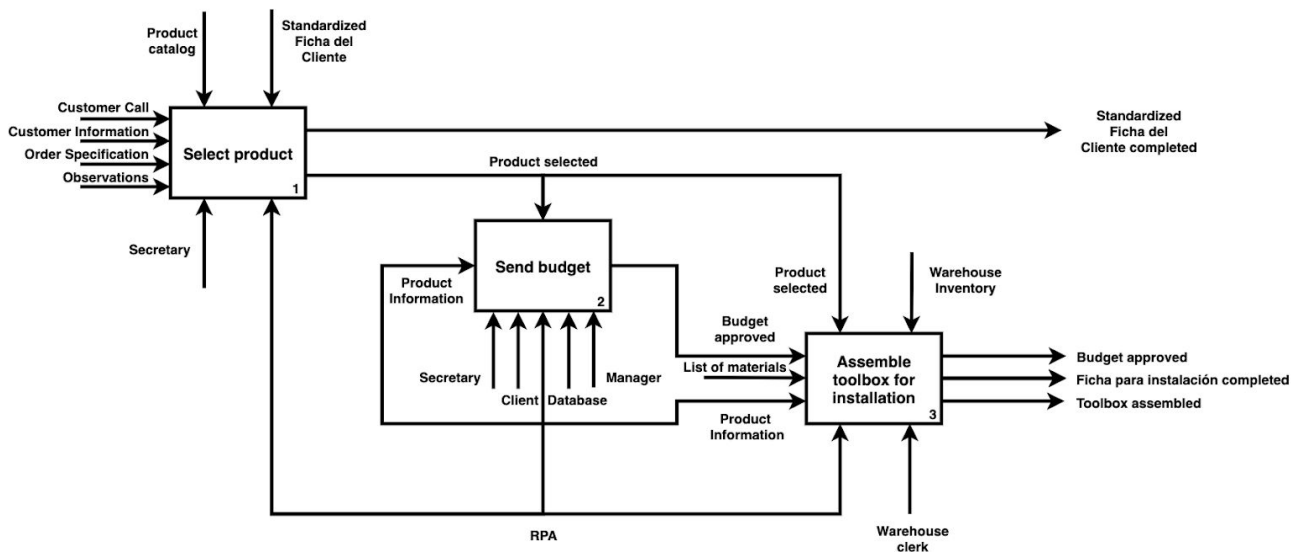 Product
catalog
Standardized
Ficha del
Cliente
Customer Call
Customer Information
Order Specification
Observations
Select product
1
Standardized
Ficha del
Cliente completed
Product selected
Secretary
Send budget
2
Product
Information
Product
selected
Warehouse
Inventory
Secretary
Client
Database
Manager
Budget
approved
List of materials
Product
Information
Assemble
toolbox for
installation
3
Budget approved
Ficha para instalación completed
Toolbox assembled
RPA
Warehouse
clerk